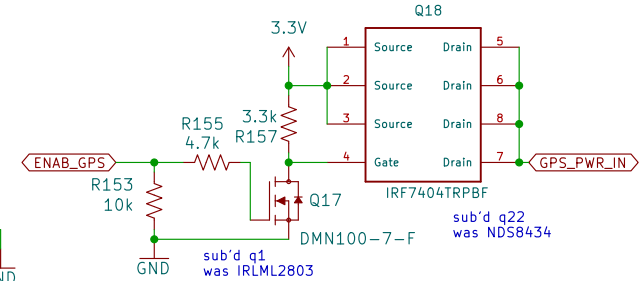 Q18
3.3V
1 Source Drain 5
2 Source Drain 6
3 Source Drain 8
4 Gate Drain 7
3.3k
R157
R155
4.7k
ENAB_GPS
GPS_PWR_IN
R153
10k
IRF7404TRPBF
Q17
sub'd q22
was NDS8434
DMN100-7-F
sub'd q1
was IRLML2803
GND
ND